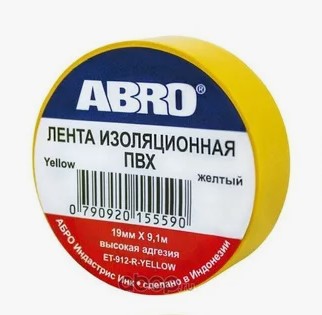 ABRO®
ЛЕНТА ИЗОЛЯЦИОННАЯ
ПВХ
Yellow
желтый
0 790920 155590
19мм X 9,1м
высокая адгезия
ET-912-R-YELLOW
АБРО Индастрис Инк • сделано в Индонезии